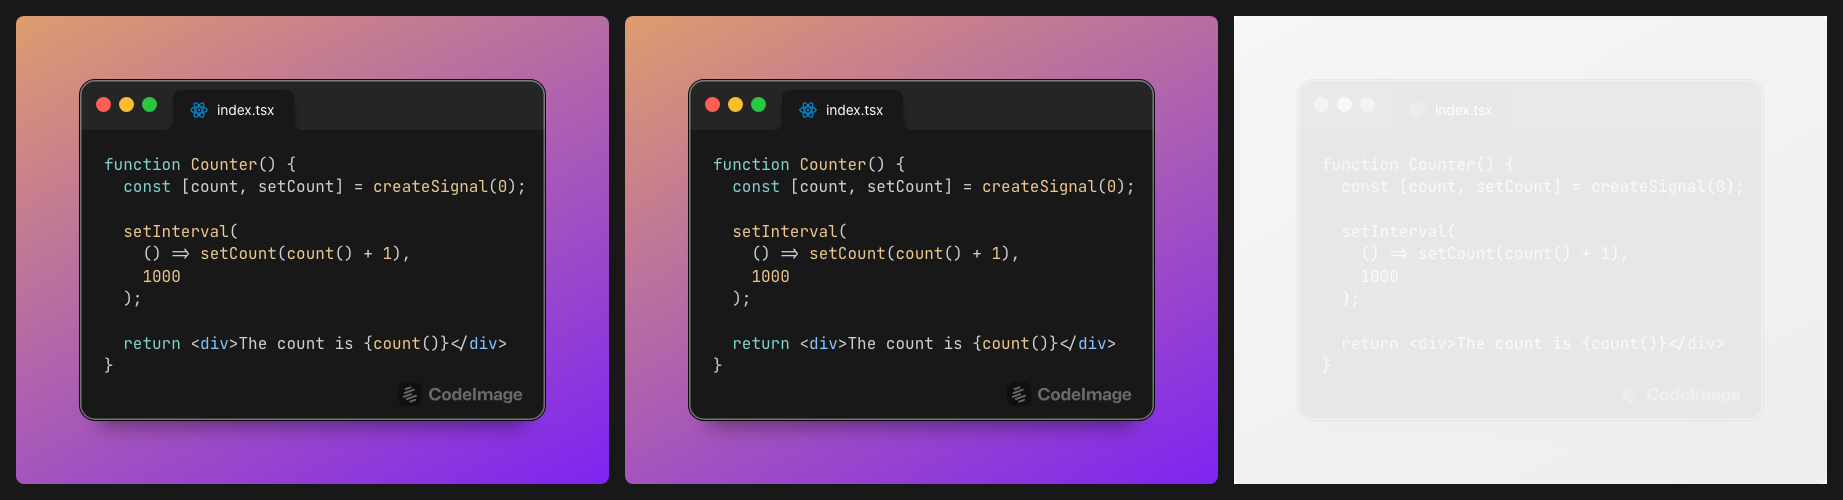 index.tsx
function Counter() {
  const [count, setCount] = createSignal(0);
  setInterval(
    () => setCount(count() + 1),
    1000
  );
  return <div>The count is {count()}</div>
}
CodeImage
index.tsx
function Counter() {
  const [count, setCount] = createSignal(0);
  setInterval(
    () => setCount(count() + 1),
    1000
  );
  return <div>The count is {count()}</div>
}
CodeImage
index.tsx
function Counter() {
  const [count, setCount] = createSignal(0);
  setInterval(
    () => setCount(count() + 1),
    1000
  );
  return <div>The count is {count()}</div>
}
CodeImage